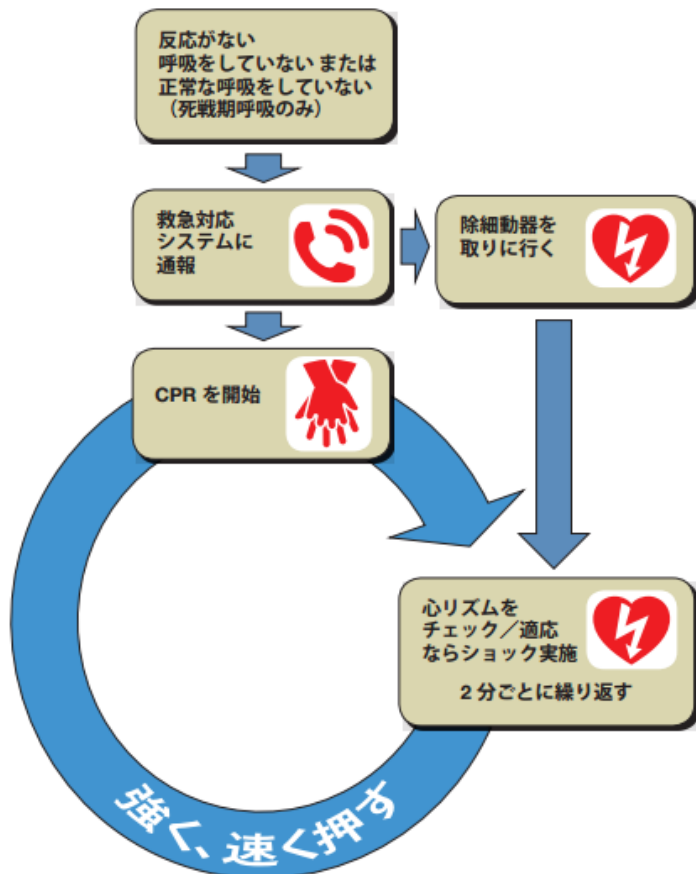 反応がない
呼吸をしていない または
正常な呼吸をしていない
（死戦期呼吸のみ）
救急対応
システムに
通報
除細動器を
取りに行く
CPR を開始
心リズムを
チェック／適応
ならショック実施
2 分ごとに繰り返す
強く、速く押す